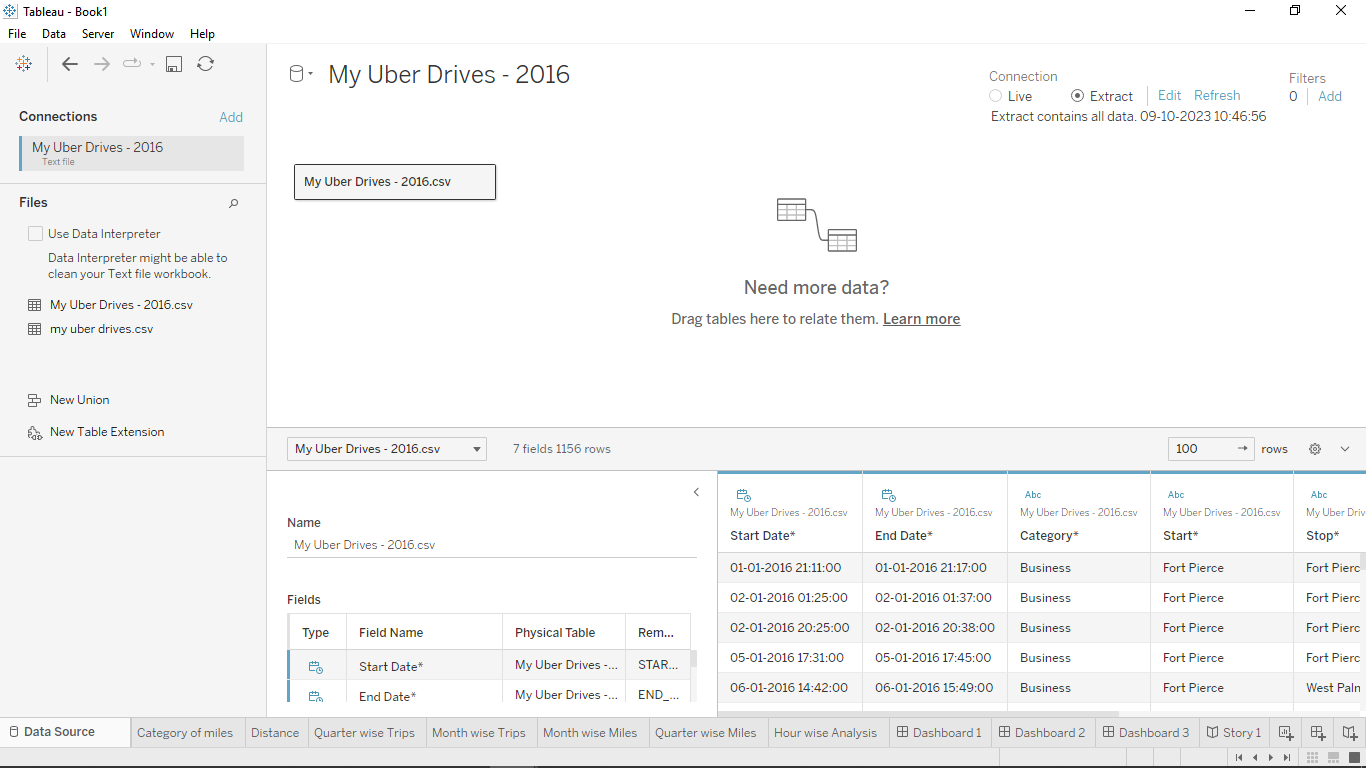 Tableau - Book1
File Data Server Window Help
Connections Add
My Uber Drives - 2016
Text file
Files
Use Data Interpreter
Data Interpreter might be able to
clean your Text file workbook.
My Uber Drives - 2016.csv
my uber drives.csv
New Union
New Table Extension
My Uber Drives - 2016
Connection
Live Extract Edit Refresh
Extract contains all data. 09-10-2023 10:46:56
Filters
0 Add
My Uber Drives - 2016.csv
Need more data?
Drag tables here to relate them. Learn more
My Uber Drives - 2016.csv 7 fields 1156 rows 100 rows
Name
My Uber Drives - 2016.csv
Fields
Type Field Name Physical Table Rem...
Start Date* My Uber Drives -... STAR...
End Date* My Uber Drives -... END_...
Abc Abc Abc
My Uber Drives - 2016.csv My Uber Drives - 2016.csv My Uber Drives - 2016.csv My Uber Drives - 2016.csv My Uber Driv
Start Date* End Date* Category* Start* Stop*
01-01-2016 21:11:00 01-01-2016 21:17:00 Business Fort Pierce Fort Pierc
02-01-2016 01:25:00 02-01-2016 01:37:00 Business Fort Pierce Fort Pierc
02-01-2016 20:25:00 02-01-2016 20:38:00 Business Fort Pierce Fort Pierc
05-01-2016 17:31:00 05-01-2016 17:45:00 Business Fort Pierce Fort Pierc
06-01-2016 14:42:00 06-01-2016 15:49:00 Business Fort Pierce West Paln
Data Source Category of miles Distance Quarter wise Trips Month wise Trips Month wise Miles Quarter wise Miles Hour wise Analysis Dashboard 1 Dashboard 2 Dashboard 3 Story 1